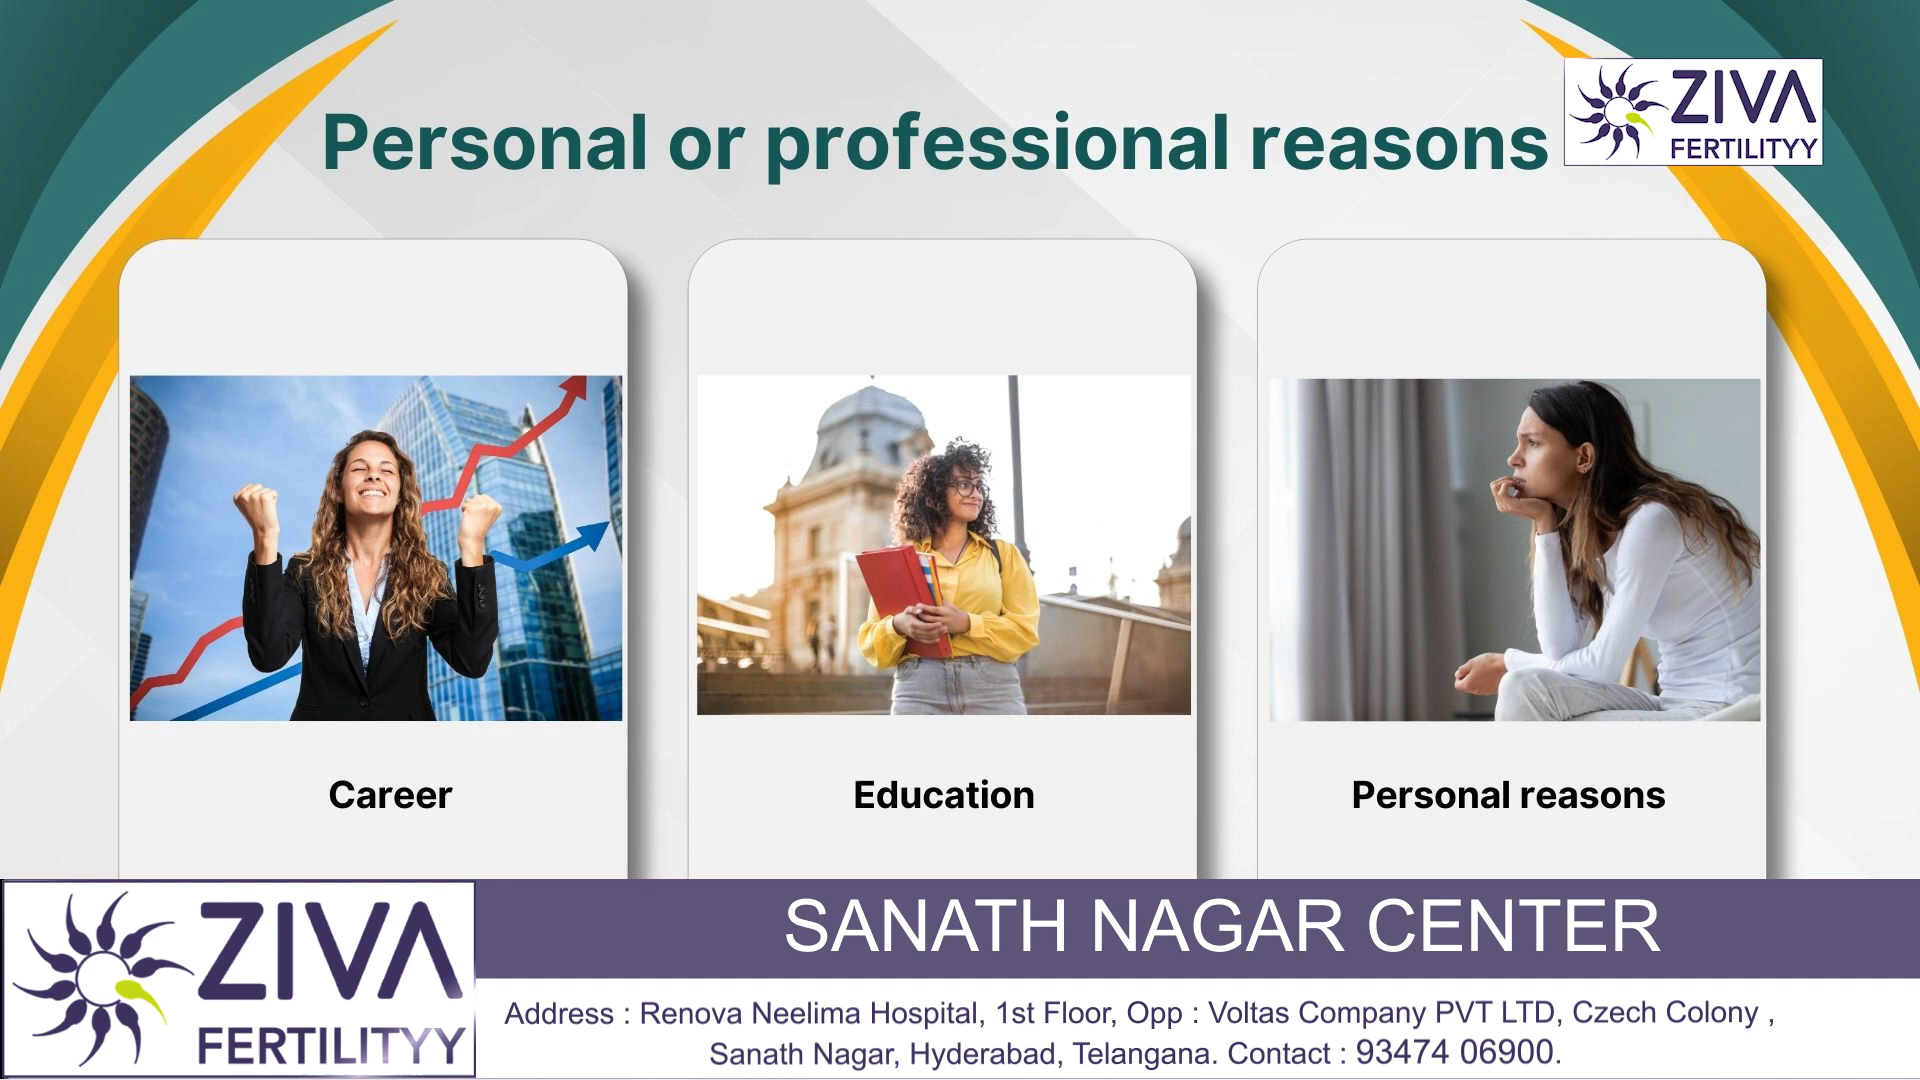 Personal or professional reasons
ZIVA
FERTILITYY
Career
Education
Personal reasons
ZIVA
FERTILITYY
SANATH NAGAR CENTER
Address : Renova Neelima Hospital, 1st Floor, Opp : Voltas Company PVT LTD, Czech Colony ,
Sanath Nagar, Hyderabad, Telangana. Contact : 93474 06900.